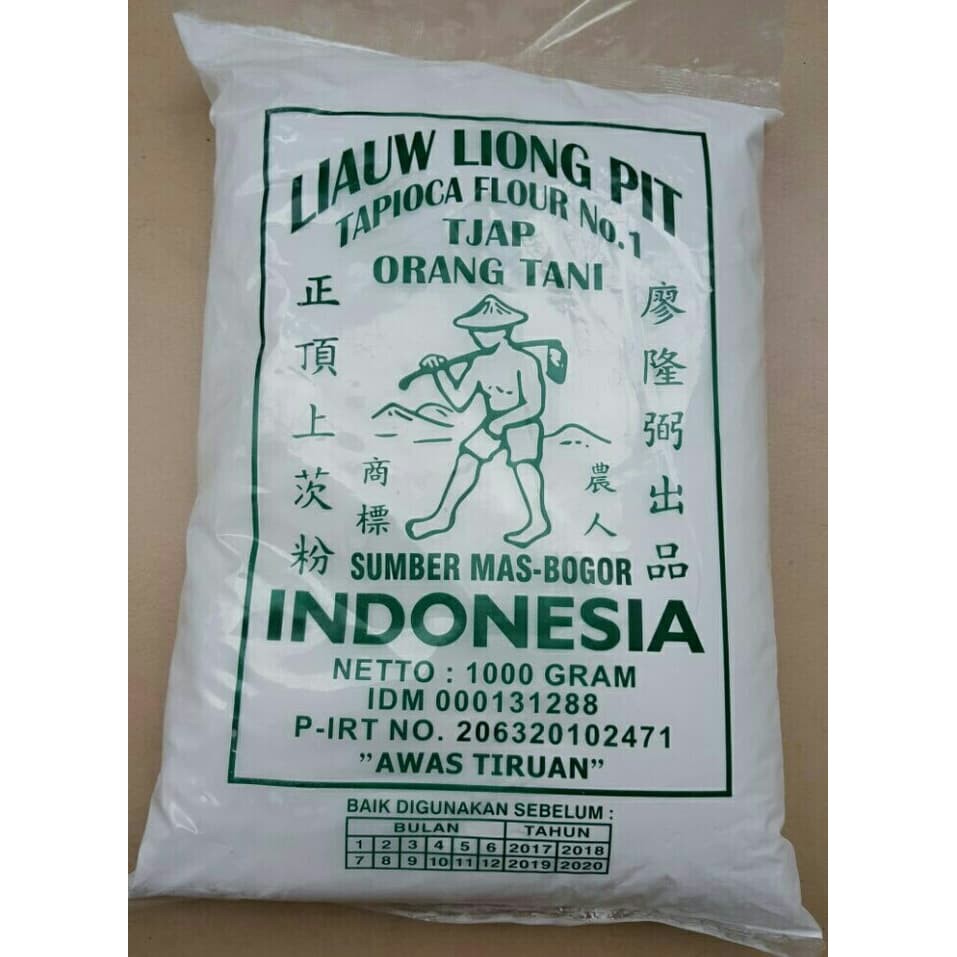 LIAUW LIONG PIT
TAPIOCA FLOUR No.1
TJAP
ORANG TANI
正頂上茨粉
商標
農人
廖隆弼出品
SUMBER MAS-BOGOR
INDONESIA
NETTO : 1000 GRAM
IDM 000131288
P-IRT NO. 206320102471
”AWAS TIRUAN”
BAIK DIGUNAKAN SEBELUM :
BULAN TAHUN
1 2 3 4 5 6 2017 2018
7 8 9 10 11 12 2019 2020